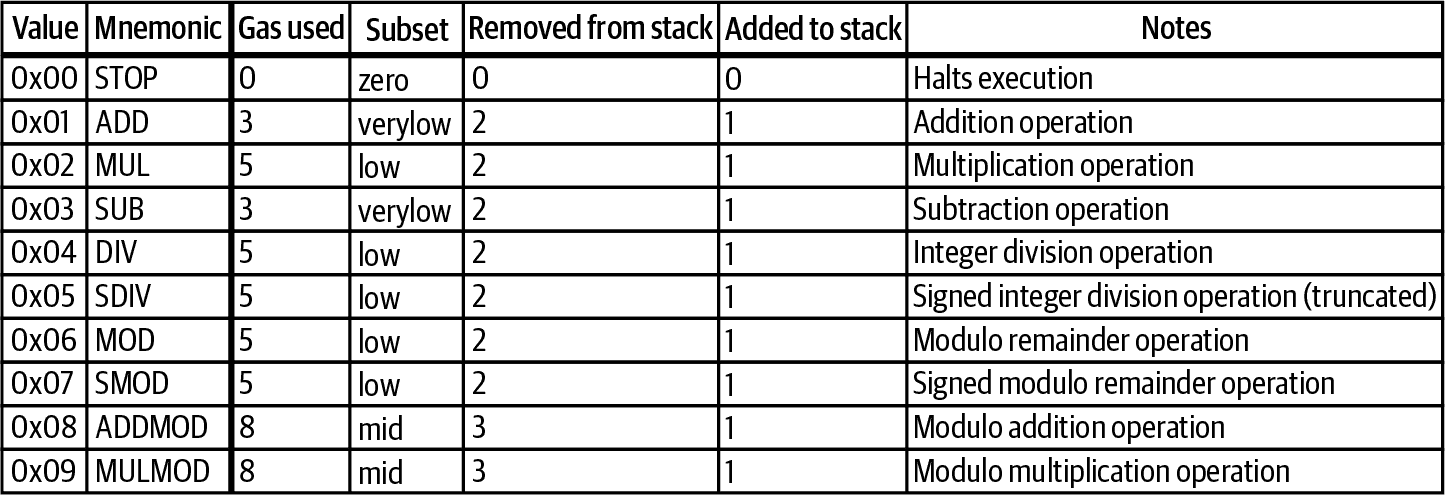 Value Mnemonic Gas used Subset Removed from stack Added to stack Notes
0x00 STOP 0 zero 0 0 Halts execution
0x01 ADD 3 verylow 2 1 Addition operation
0x02 MUL 5 low 2 1 Multiplication operation
0x03 SUB 3 verylow 2 1 Subtraction operation
0x04 DIV 5 low 2 1 Integer division operation
0x05 SDIV 5 low 2 1 Signed integer division operation (truncated)
0x06 MOD 5 low 2 1 Modulo remainder operation
0x07 SMOD 5 low 2 1 Signed modulo remainder operation
0x08 ADDMOD 8 mid 3 1 Modulo addition operation
0x09 MULMOD 8 mid 3 1 Modulo multiplication operation